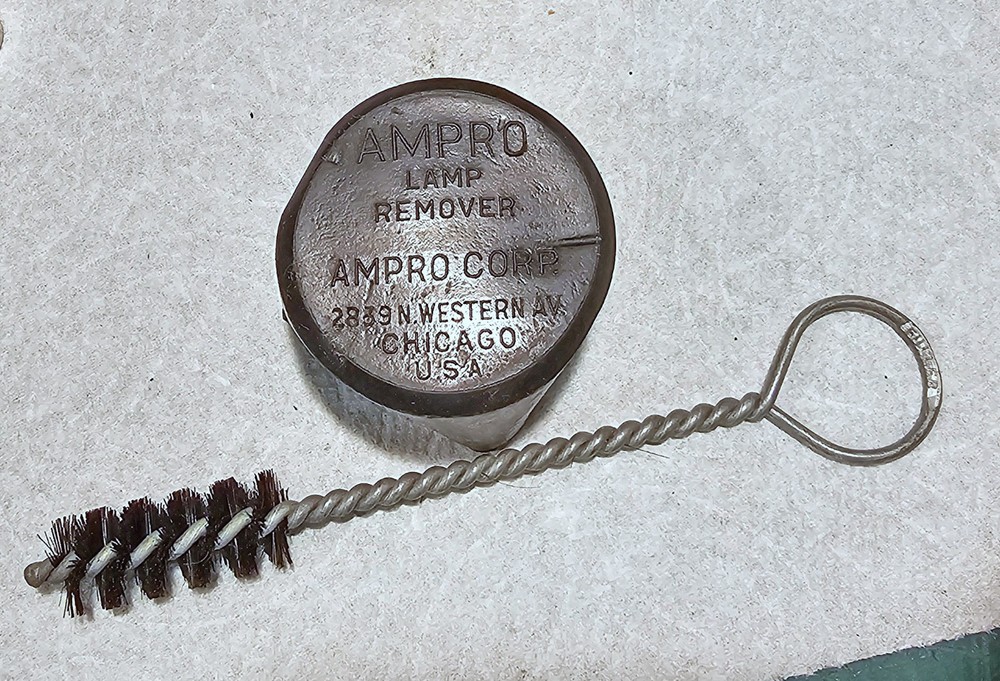 AMPRO
LAMP
REMOVER
AMPRO CORP.
2839 N. WESTERN AV.
CHICAGO
U S A